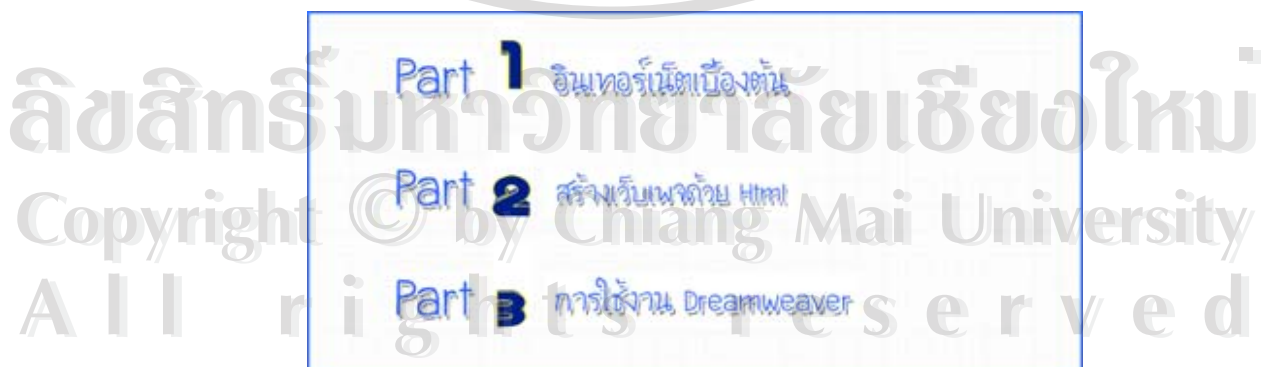 Part 1 อินเทอร์เน็ตเบื้องต้น
ลิขสิทธิ์มหาวิทยาลัยเชียงใหม่
Part 2 สร้างเว็บเพจด้วย Html
Copyright © by Chiang Mai University
Part 3 การใช้งาน Dreamweaver
All rights reserved